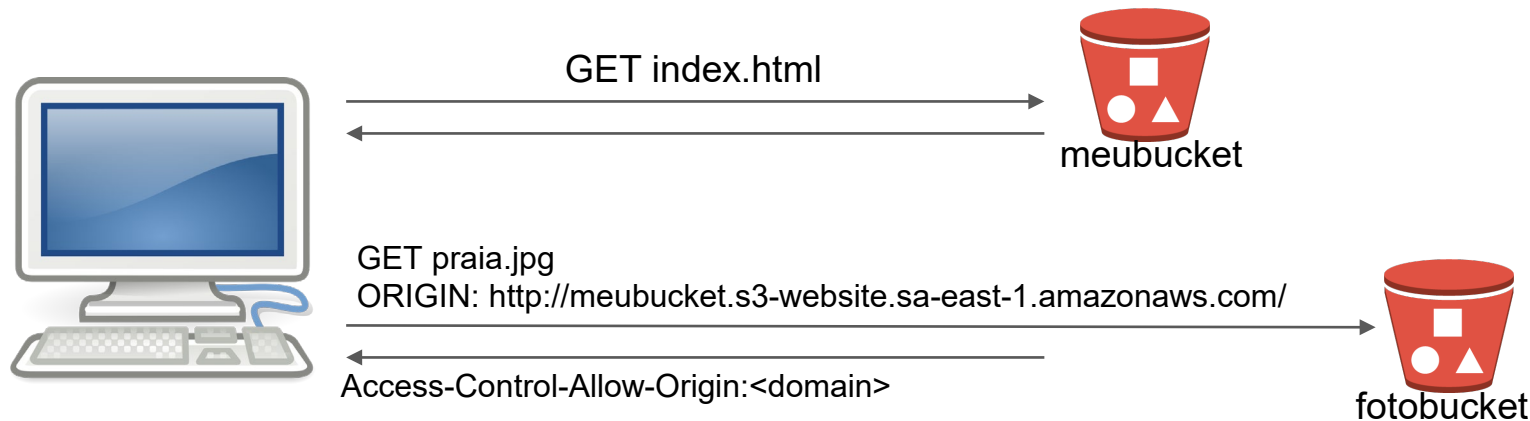 GET index.html
meubucket
GET praia.jpg
ORIGIN: http://meubucket.s3-website.sa-east-1.amazonaws.com/
Access-Control-Allow-Origin:<domain>
fotobucket